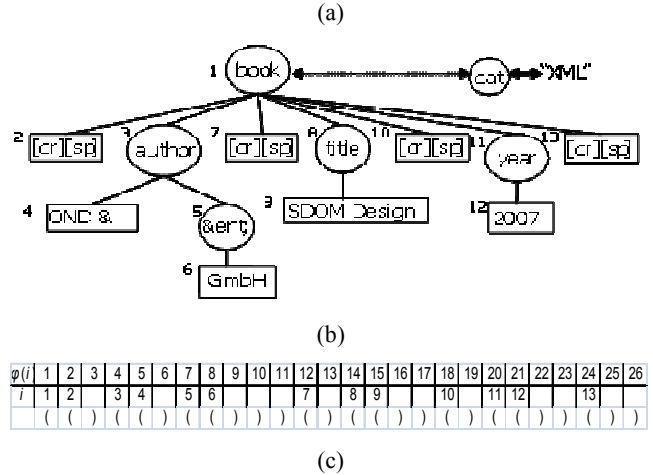 (a)
1 book cat "XML"
2 [cr][sp] 3 author 7 [cr][sp] 8 title 10 [cr][sp] 11 year 13 [cr][sp]
4 OND &
5 &ent;
9 SDOM Design
12 2007
6 GmbH
(b)
φ(i 1 2 3 4 5 6 7 8 9 10 11 12 13 14 15 16 17 18 19 20 21 22 23 24 25 26
i 1 2 3 4 5 6 7 8 9 10 11 12 13
( ( ) ( ( ) ( ( ) ) ) ( ) ( ( ) ) ( ) ( ( ) ) ( ) )
(c)